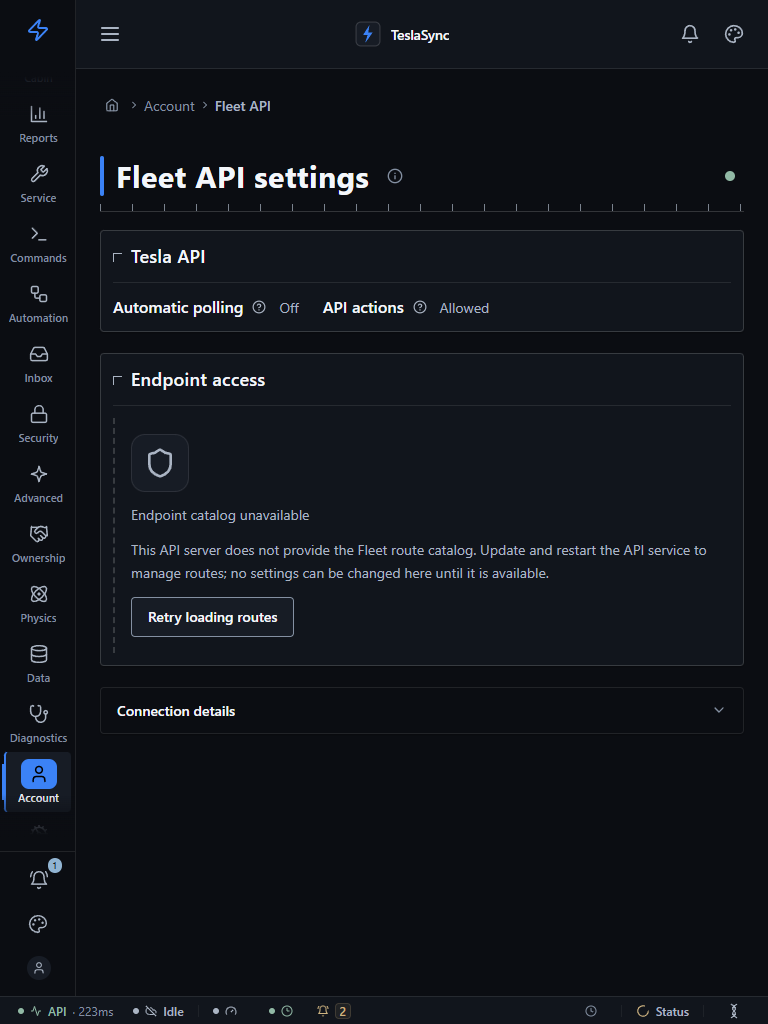 TeslaSync
Account
Fleet API
Reports
Service
Commands
Automation
Inbox
Security
Advanced
Ownership
Physics
Data
Diagnostics
Account
1
Fleet API settings
Tesla API
Automatic polling ? Off API actions ? Allowed
Endpoint access
Endpoint catalog unavailable
This API server does not provide the Fleet route catalog. Update and restart the API service to
manage routes; no settings can be changed here until it is available.
Retry loading routes
Connection details
API · 223ms Idle 2 Status